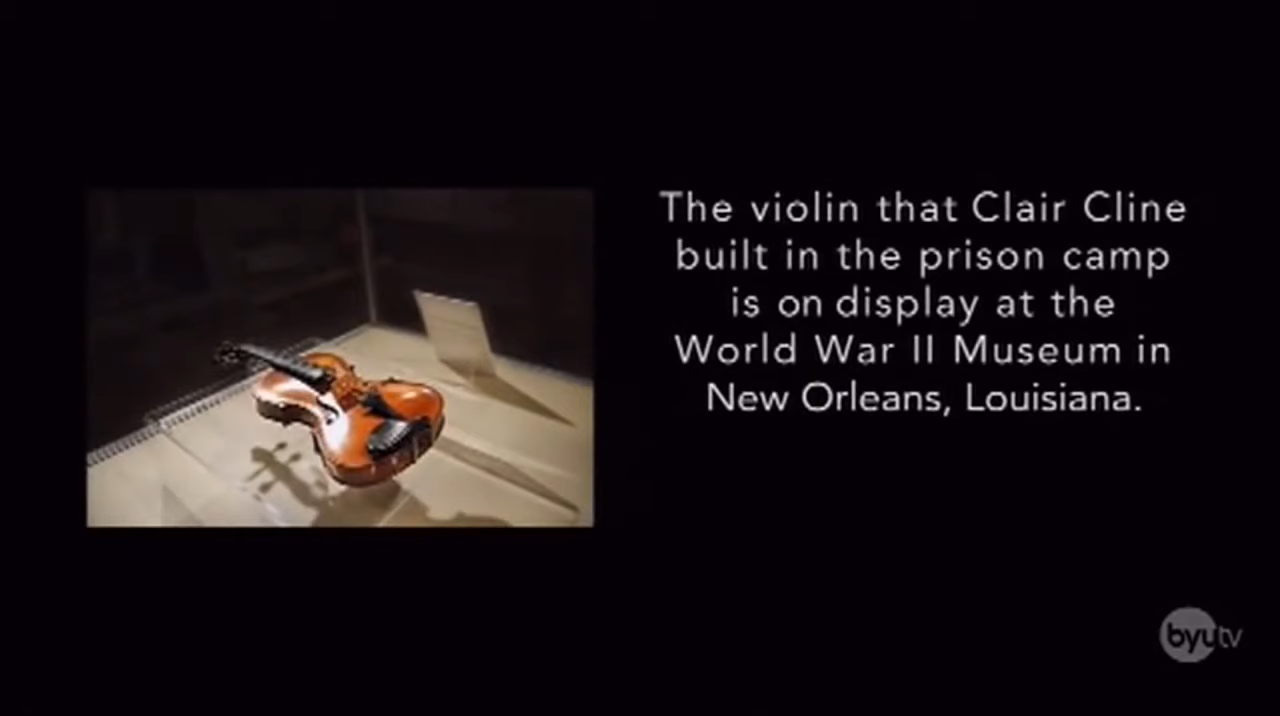 The violin that Clair Cline
built in the prison camp
is on display at the
World War II Museum in
New Orleans, Louisiana.
byutv